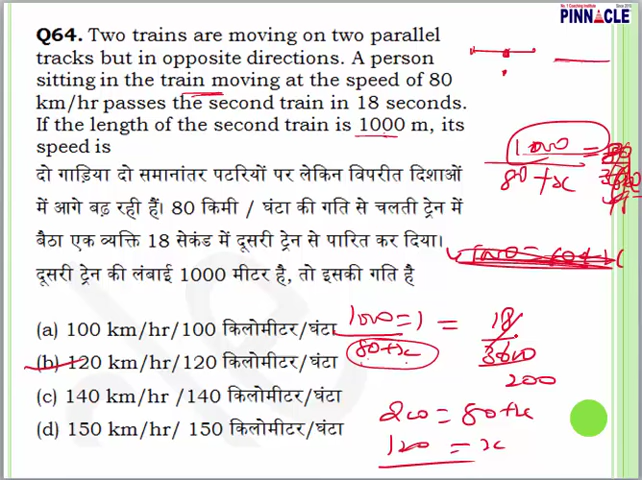 No. 1 Coaching Institute Since 2010
PINNACLE
Q64. Two trains are moving on two parallel
tracks but in opposite directions. A person
sitting in the train moving at the speed of 80
km/hr passes the second train in 18 seconds.
If the length of the second train is 1000 m, its
speed is
दो गाड़िया दो समानांतर पटरियों पर लेकिन विपरीत दिशाओं
में आगे बढ़ रही हैं। 80 किमी / घंटा की गति से चलती ट्रेन में
बैठा एक व्यक्ति 18 सेकंड में दूसरी ट्रेन से पारित कर दिया।
दूसरी ट्रेन की लंबाई 1000 मीटर है, तो इसकी गति है
(a) 100 km/hr/100 किलोमीटर/घंटा
(b) 120 km/hr/120 किलोमीटर/घंटा
(c) 140 km/hr /140 किलोमीटर/घंटा
(d) 150 km/hr/ 150 किलोमीटर/घंटा
1000 =
80 + x
1000 = 1 = 18
80+x 3600
200
200 = 80+x
120 = x